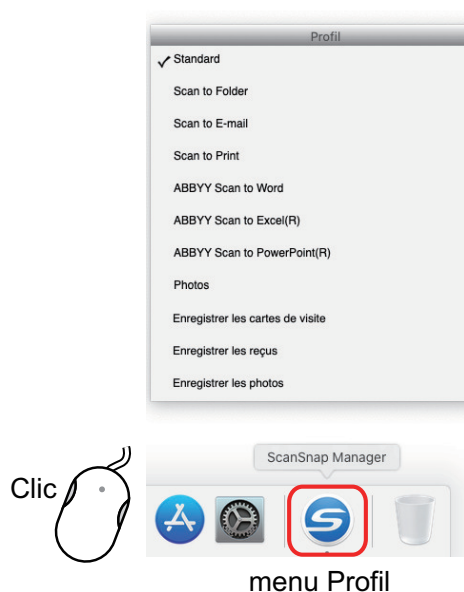 Profil
Standard
Scan to Folder
Scan to E-mail
Scan to Print
ABBYY Scan to Word
ABBYY Scan to Excel(R)
ABBYY Scan to PowerPoint(R)
Photos
Enregistrer les cartes de visite
Enregistrer les reçus
Enregistrer les photos
ScanSnap Manager
Clic
menu Profil